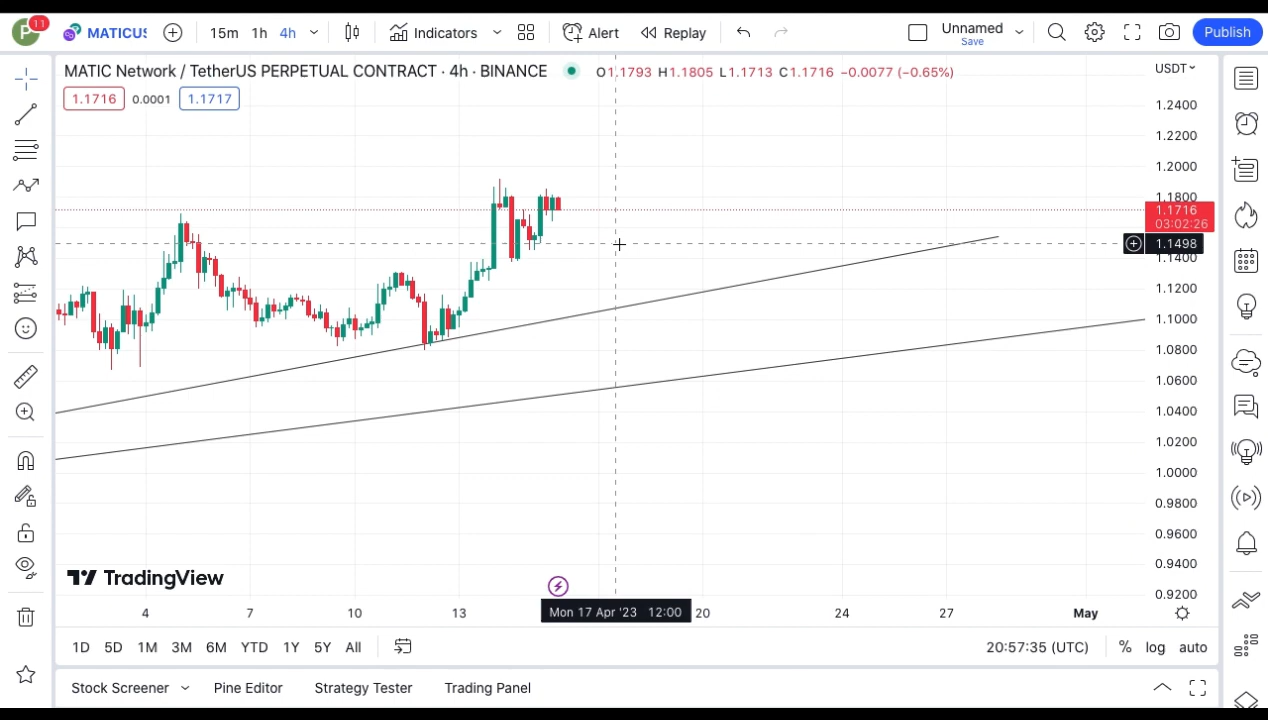 P 11 MATICUS 15m 1h 4h Indicators Alert Replay Unnamed Save Publish
MATIC Network / TetherUS PERPETUAL CONTRACT · 4h · BINANCE O1.1793 H1.1805 L1.1713 C1.1716 −0.0077 (−0.65%) USDT
1.1716 0.0001 1.1717
1.2400
1.2200
1.2000
1.1800
1.1716
03:02:26
1.1498
1.1400
1.1200
1.1000
1.0800
1.0600
1.0400
1.0200
1.0000
0.9800
0.9600
0.9400
0.9200
TradingView
4 7 10 13 Mon 17 Apr '23 12:00 20 24 27 May
1D 5D 1M 3M 6M YTD 1Y 5Y All 20:57:35 (UTC) % log auto
Stock Screener Pine Editor Strategy Tester Trading Panel